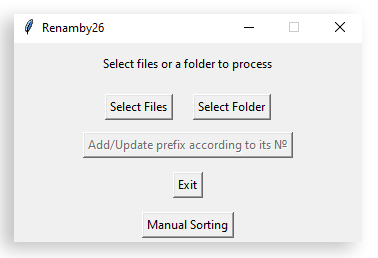 Renamby26
Select files or a folder to process
Select Files Select Folder
Add/Update prefix according to its №
Exit
Manual Sorting